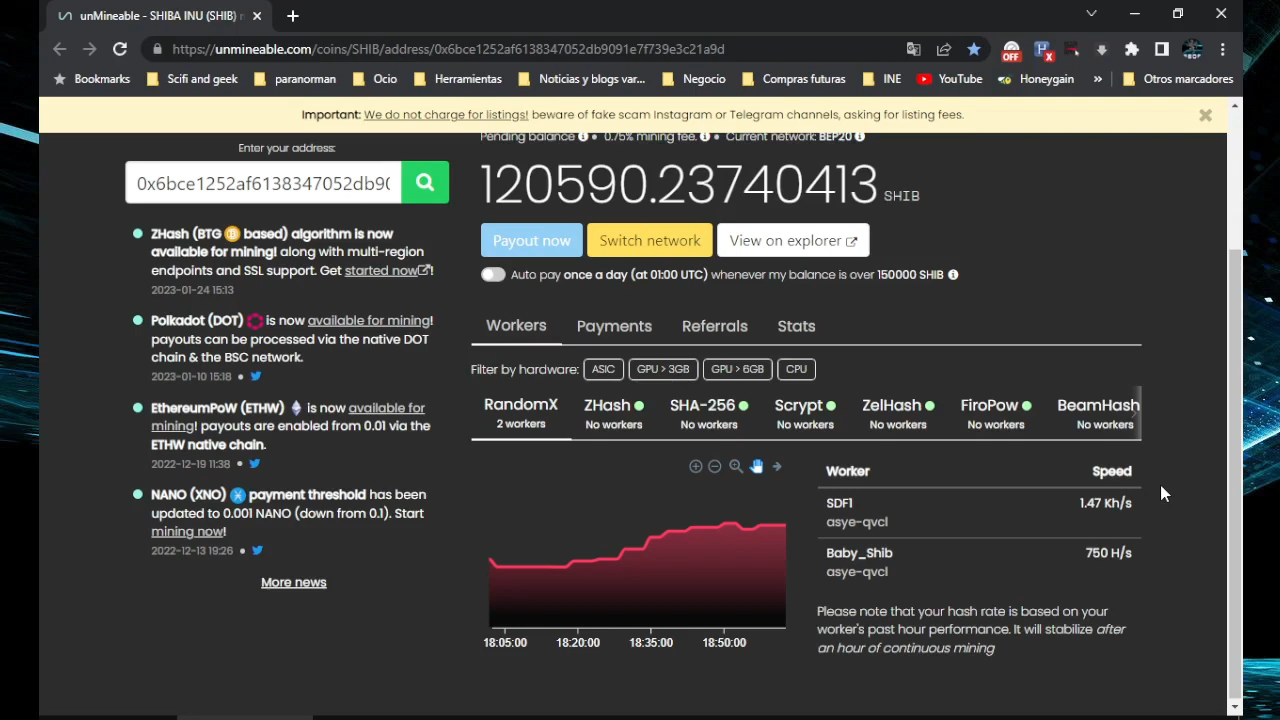 unMineable - SHIBA INU (SHIB)
https://unmineable.com/coins/SHIB/address/0x6bce1252af6138347052db9091e7f739e3c21a9d
OFF
Bookmarks Scifi and geek paranormal Ocio Herramientas Noticias y blogs var... Negocio Compras futuras INE YouTube Honeygain » Otros marcadores
Important: We do not charge for listings! beware of fake scam Instagram or Telegram channels, asking for listing fees.
Enter your address:
0x6bce1252af6138347052db90
ZHash (BTG based) algorithm is now
available for mining! along with multi-region
endpoints and SSL support. Get started now!
2023-01-24 15:13
Polkadot (DOT) is now available for mining!
payouts can be processed via the native DOT
chain & the BSC network.
2023-01-10 15:18 •
EthereumPoW (ETHW) is now available for
mining! payouts are enabled from 0.01 via the
ETHW native chain.
2022-12-19 11:38 •
NANO (XNO) payment threshold has been
updated to 0.001 NANO (down from 0.1). Start
mining now!
2022-12-13 19:26 •
More news
Pending balance • 0.75% mining fee. • Current network: BEP20
120590.23740413 SHIB
Payout now Switch network View on explorer
Auto pay once a day (at 01:00 UTC) whenever my balance is over 150000 SHIB
Workers Payments Referrals Stats
Filter by hardware: ASIC GPU > 3GB GPU > 6GB CPU
RandomX ZHash SHA-256 Scrypt ZelHash FiroPow BeamHash
2 workers No workers No workers No workers No workers No workers No workers
18:05:00 18:20:00 18:35:00 18:50:00
Worker Speed
SDF1 1.47 Kh/s
asye-qvcl
Baby_Shib 750 H/s
asye-qvcl
Please note that your hash rate is based on your
worker's past hour performance. It will stabilize after
an hour of continuous mining